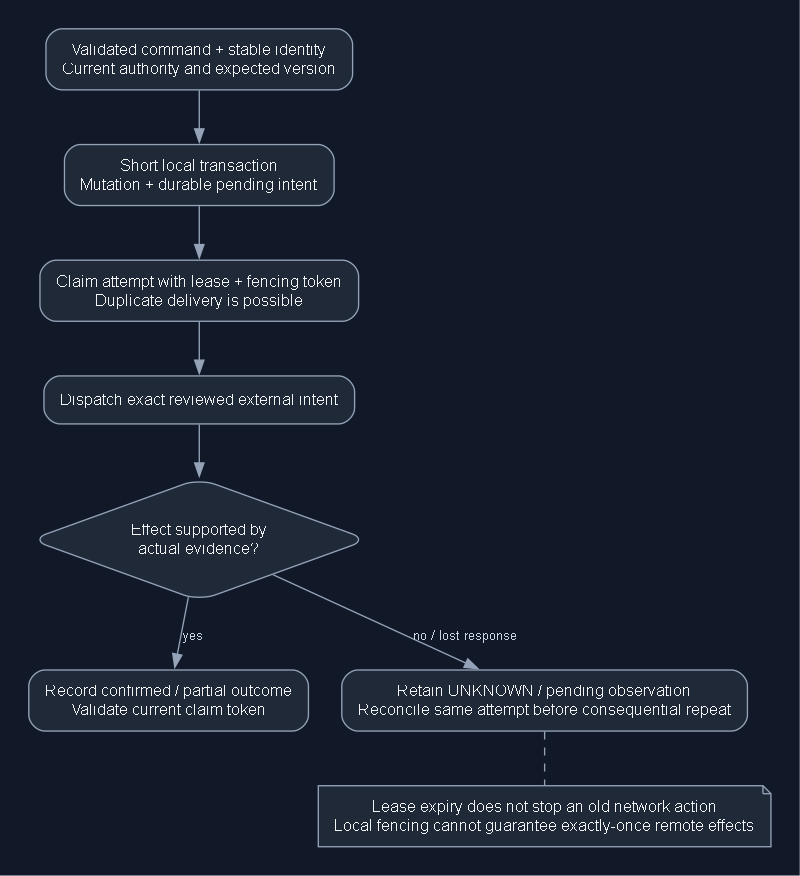 Validated command + stable identity
Current authority and expected version
Short local transaction
Mutation + durable pending intent
Claim attempt with lease + fencing token
Duplicate delivery is possible
Dispatch exact reviewed external intent
Effect supported by
actual evidence?
yes
no / lost response
Record confirmed / partial outcome
Validate current claim token
Retain UNKNOWN / pending observation
Reconcile same attempt before consequential repeat
Lease expiry does not stop an old network action
Local fencing cannot guarantee exactly-once remote effects